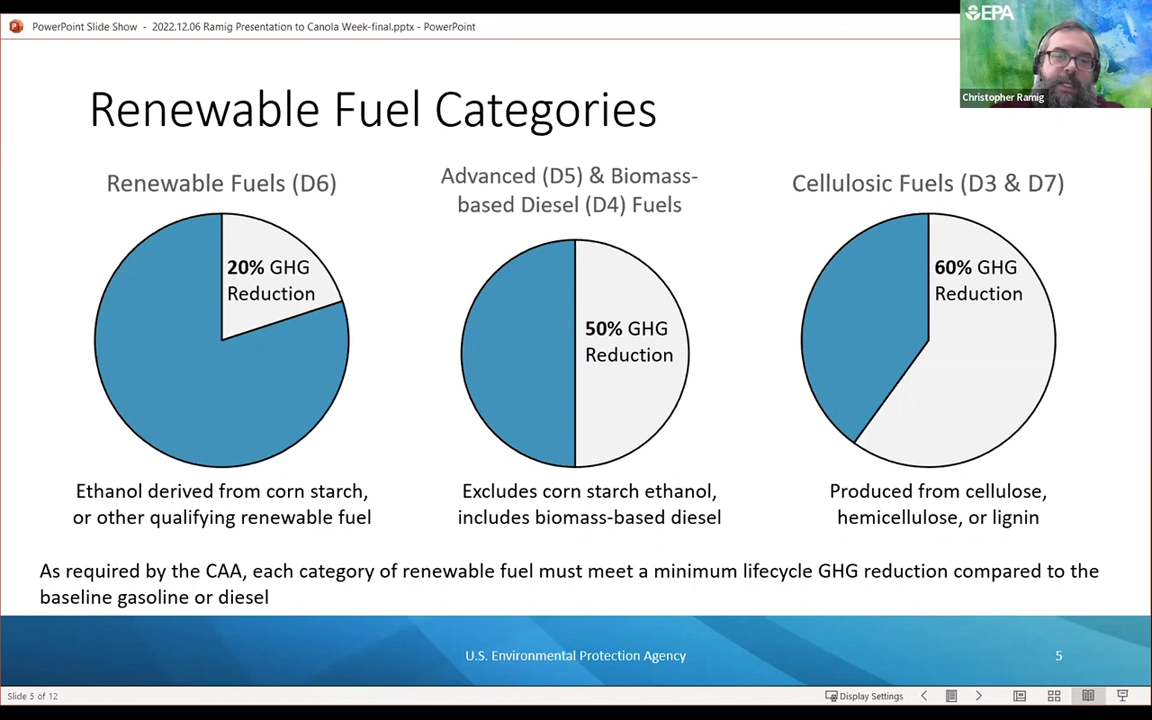 PowerPoint Slide Show - 2022.12.06 Ramig Presentation to Canola Week-final.pptx - PowerPoint
EPA
Christopher Ramig
Renewable Fuel Categories
Renewable Fuels (D6)
20% GHG
Reduction
Ethanol derived from corn starch,
or other qualifying renewable fuel
Advanced (D5) & Biomass-
based Diesel (D4) Fuels
50% GHG
Reduction
Excludes corn starch ethanol,
includes biomass-based diesel
Cellulosic Fuels (D3 & D7)
60% GHG
Reduction
Produced from cellulose,
hemicellulose, or lignin
As required by the CAA, each category of renewable fuel must meet a minimum lifecycle GHG reduction compared to the
baseline gasoline or diesel
U.S. Environmental Protection Agency
5
Slide 5 of 12
Display Settings